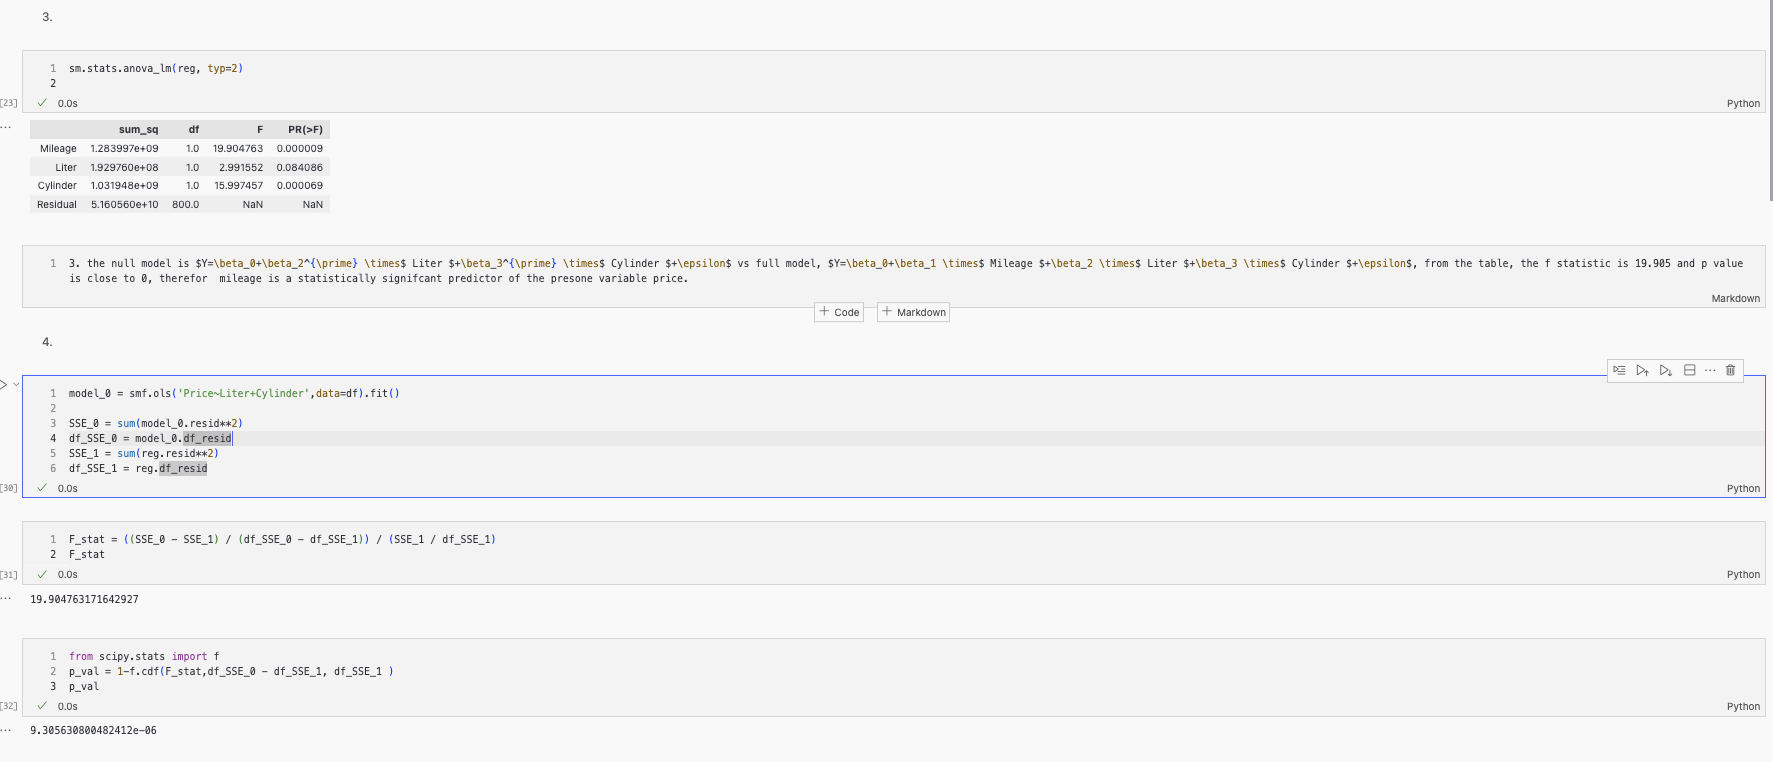 3.
1 sm.stats.anova_lm(reg, typ=2)
2
[23] ✓ 0.0s Python
... sum_sq df F PR(>F)
Mileage 1.283997e+09 1.0 19.904763 0.000009
Liter 1.929760e+08 1.0 2.991552 0.084086
Cylinder 1.031948e+09 1.0 15.997457 0.000069
Residual 5.160560e+10 800.0 NaN NaN
1 3. the null model is $Y=\beta_0+\beta_2^{\prime} \times$ Liter $+\beta_3^{\prime} \times$ Cylinder $+\epsilon$ vs full model, $Y=\beta_0+\beta_1 \times$ Mileage $+\beta_2 \times$ Liter $+\beta_3 \times$ Cylinder $+\epsilon$, from the table, the f statistic is 19.905 and p value
is close to 0, therefor  mileage is a statistically signifcant predictor of the presone variable price.
Markdown
+ Code + Markdown
4.
1 model_0 = smf.ols('Price~Liter+Cylinder',data=df).fit()
2
3 SSE_0 = sum(model_0.resid**2)
4 df_SSE_0 = model_0.df_resid
5 SSE_1 = sum(reg.resid**2)
6 df_SSE_1 = reg.df_resid
[30] ✓ 0.0s Python
1 F_stat = ((SSE_0 - SSE_1) / (df_SSE_0 - df_SSE_1)) / (SSE_1 / df_SSE_1)
2 F_stat
[31] ✓ 0.0s Python
... 19.904763171642927
1 from scipy.stats import f
2 p_val = 1-f.cdf(F_stat,df_SSE_0 - df_SSE_1, df_SSE_1 )
3 p_val
[32] ✓ 0.0s Python
... 9.305630800482412e-06